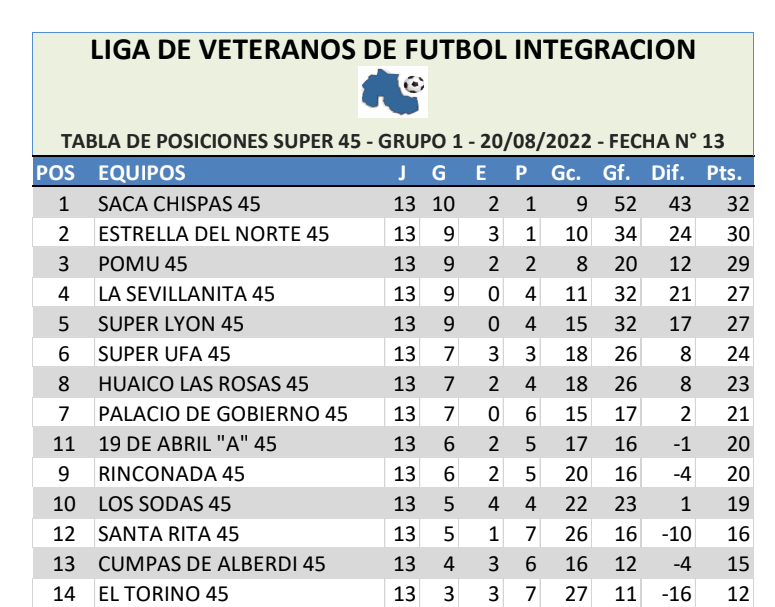 LIGA DE VETERANOS DE FUTBOL INTEGRACION
TABLA DE POSICIONES SUPER 45 - GRUPO 1 - 20/08/2022 - FECHA N° 13
POS EQUIPOS J G E P Gc. Gf. Dif. Pts.
1 SACA CHISPAS 45 13 10 2 1 9 52 43 32
2 ESTRELLA DEL NORTE 45 13 9 3 1 10 34 24 30
3 POMU 45 13 9 2 2 8 20 12 29
4 LA SEVILLANITA 45 13 9 0 4 11 32 21 27
5 SUPER LYON 45 13 9 0 4 15 32 17 27
6 SUPER UFA 45 13 7 3 3 18 26 8 24
8 HUAICO LAS ROSAS 45 13 7 2 4 18 26 8 23
7 PALACIO DE GOBIERNO 45 13 7 0 6 15 17 2 21
11 19 DE ABRIL "A" 45 13 6 2 5 17 16 -1 20
9 RINCONADA 45 13 6 2 5 20 16 -4 20
10 LOS SODAS 45 13 5 4 4 22 23 1 19
12 SANTA RITA 45 13 5 1 7 26 16 -10 16
13 CUMPAS DE ALBERDI 45 13 4 3 6 16 12 -4 15
14 EL TORINO 45 13 3 3 7 27 11 -16 12